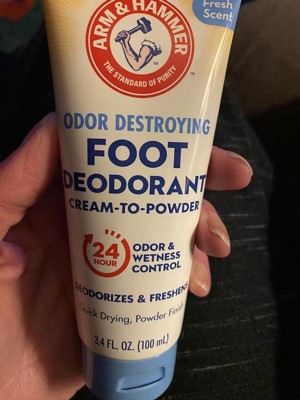 Fresh
Scent
ARM & HAMMER
THE STANDARD OF PURITY
™
ODOR DESTROYING
FOOT
DEODORANT
CREAM-TO-POWDER
24
HOUR
ODOR &
WETNESS
CONTROL
DEODORIZES & FRESHENS
Quick Drying, Powder Finish
3.4 FL. OZ. (100 mL)